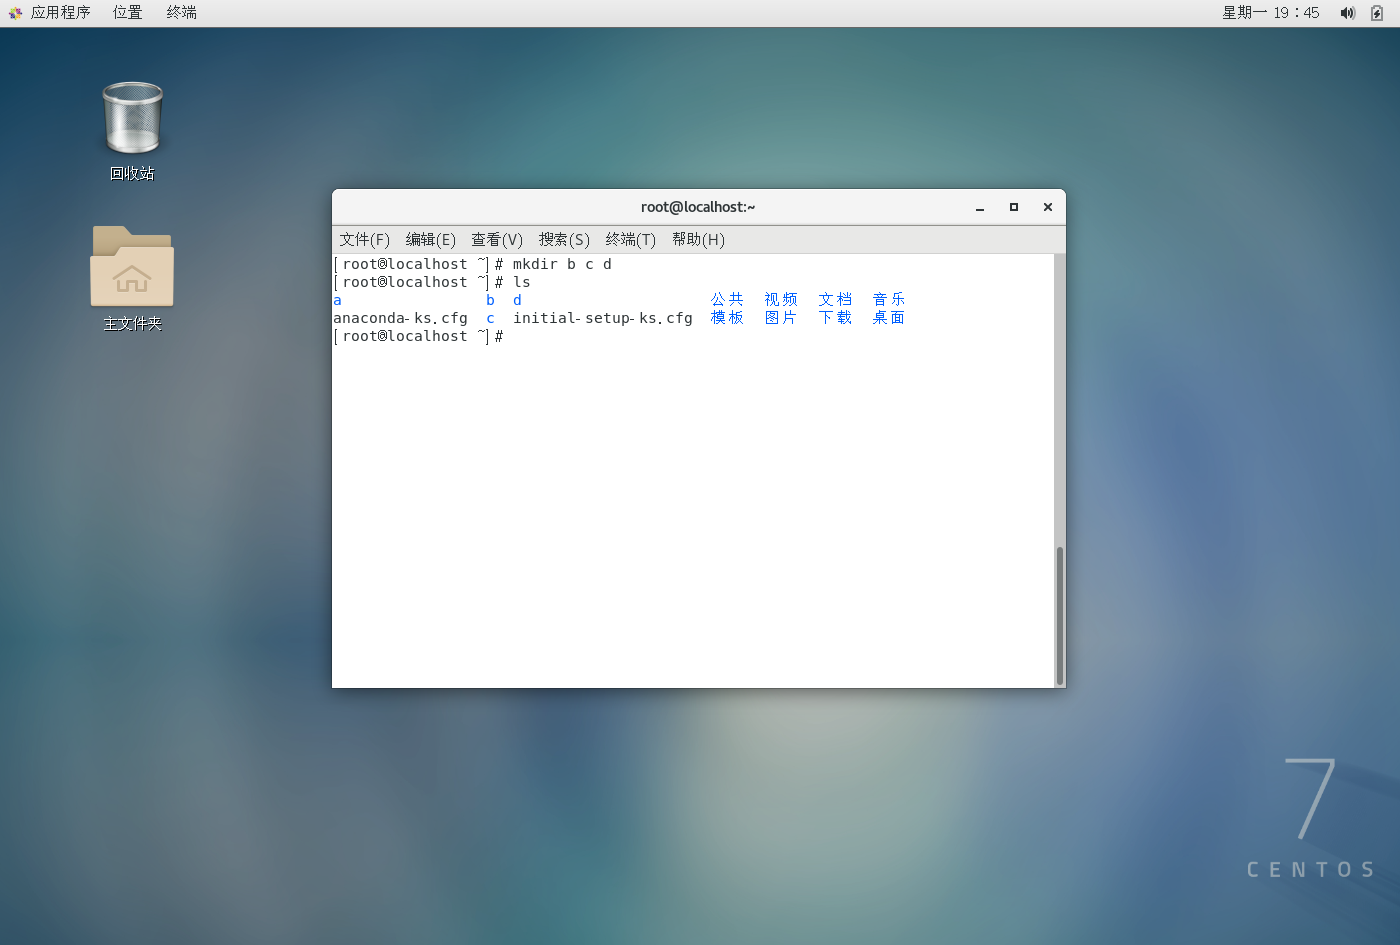 应用程序 位置 终端 星期一 19:45
回收站
主文件夹
root@localhost:~
文件(F) 编辑(E) 查看(V) 搜索(S) 终端(T) 帮助(H)
[root@localhost ~]# mkdir b c d
[root@localhost ~]# ls
a b d 公共 视频 文档 音乐
anaconda-ks.cfg c initial-setup-ks.cfg 模板 图片 下载 桌面
[root@localhost ~]#
7
CENTOS